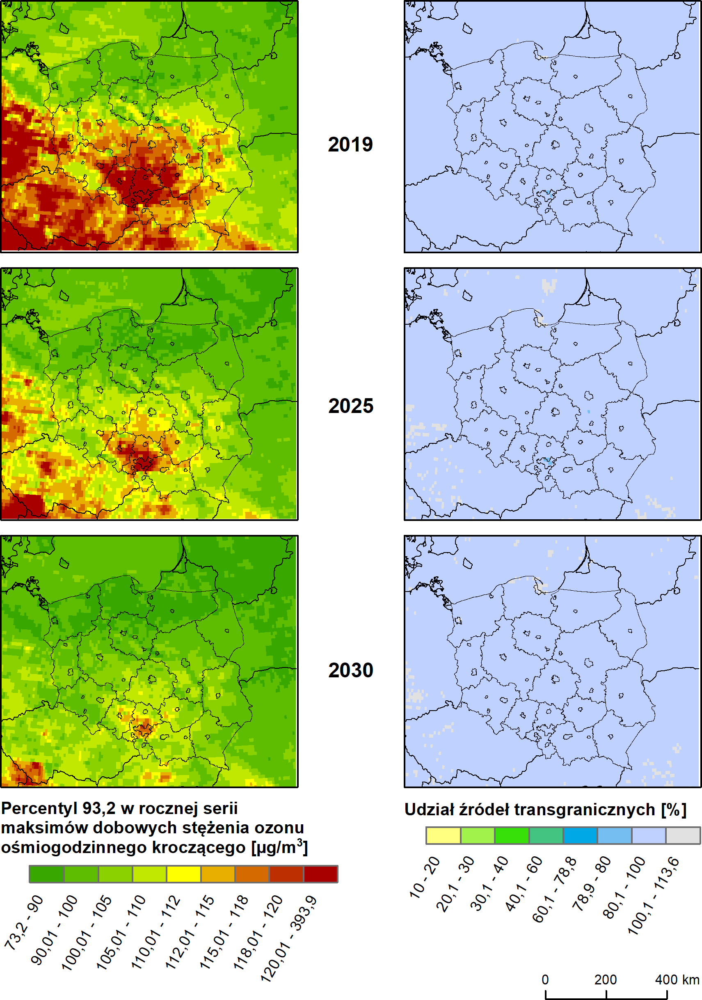 2019
2025
2030
Percentyl 93,2 w rocznej serii
maksimów dobowych stężenia ozonu
ośmiogodzinnego kroczącego [µg/m³]
73,2 - 90
90,01 - 100
100,01 - 105
105,01 - 110
110,01 - 112
112,01 - 115
115,01 - 118
118,01 - 120
120,01 - 393,9
Udział źródeł transgranicznych [%]
10 - 20
20,1 - 30
30,1 - 40
40,1 - 60
60,1 - 78,8
78,9 - 80
80,1 - 100
100,1 - 113,6
0 200 400 km